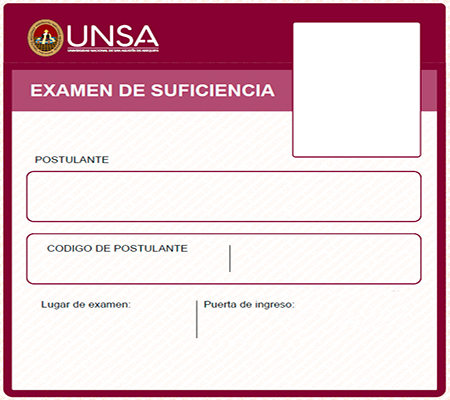 UNSA
UNIVERSIDAD NACIONAL DE SAN AGUSTÍN DE AREQUIPA
EXAMEN DE SUFICIENCIA
POSTULANTE
CODIGO DE POSTULANTE
Lugar de examen:
Puerta de ingreso: